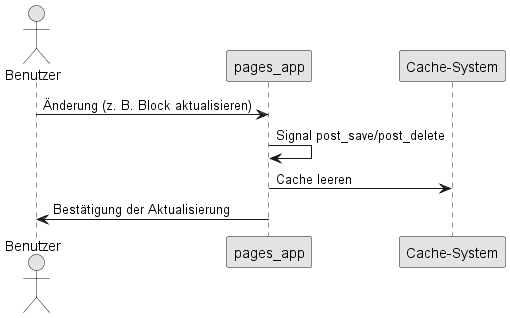 Benutzer
pages_app
Cache-System
Änderung (z. B. Block aktualisieren)
Signal post_save/post_delete
Cache leeren
Bestätigung der Aktualisierung
Benutzer
pages_app
Cache-System